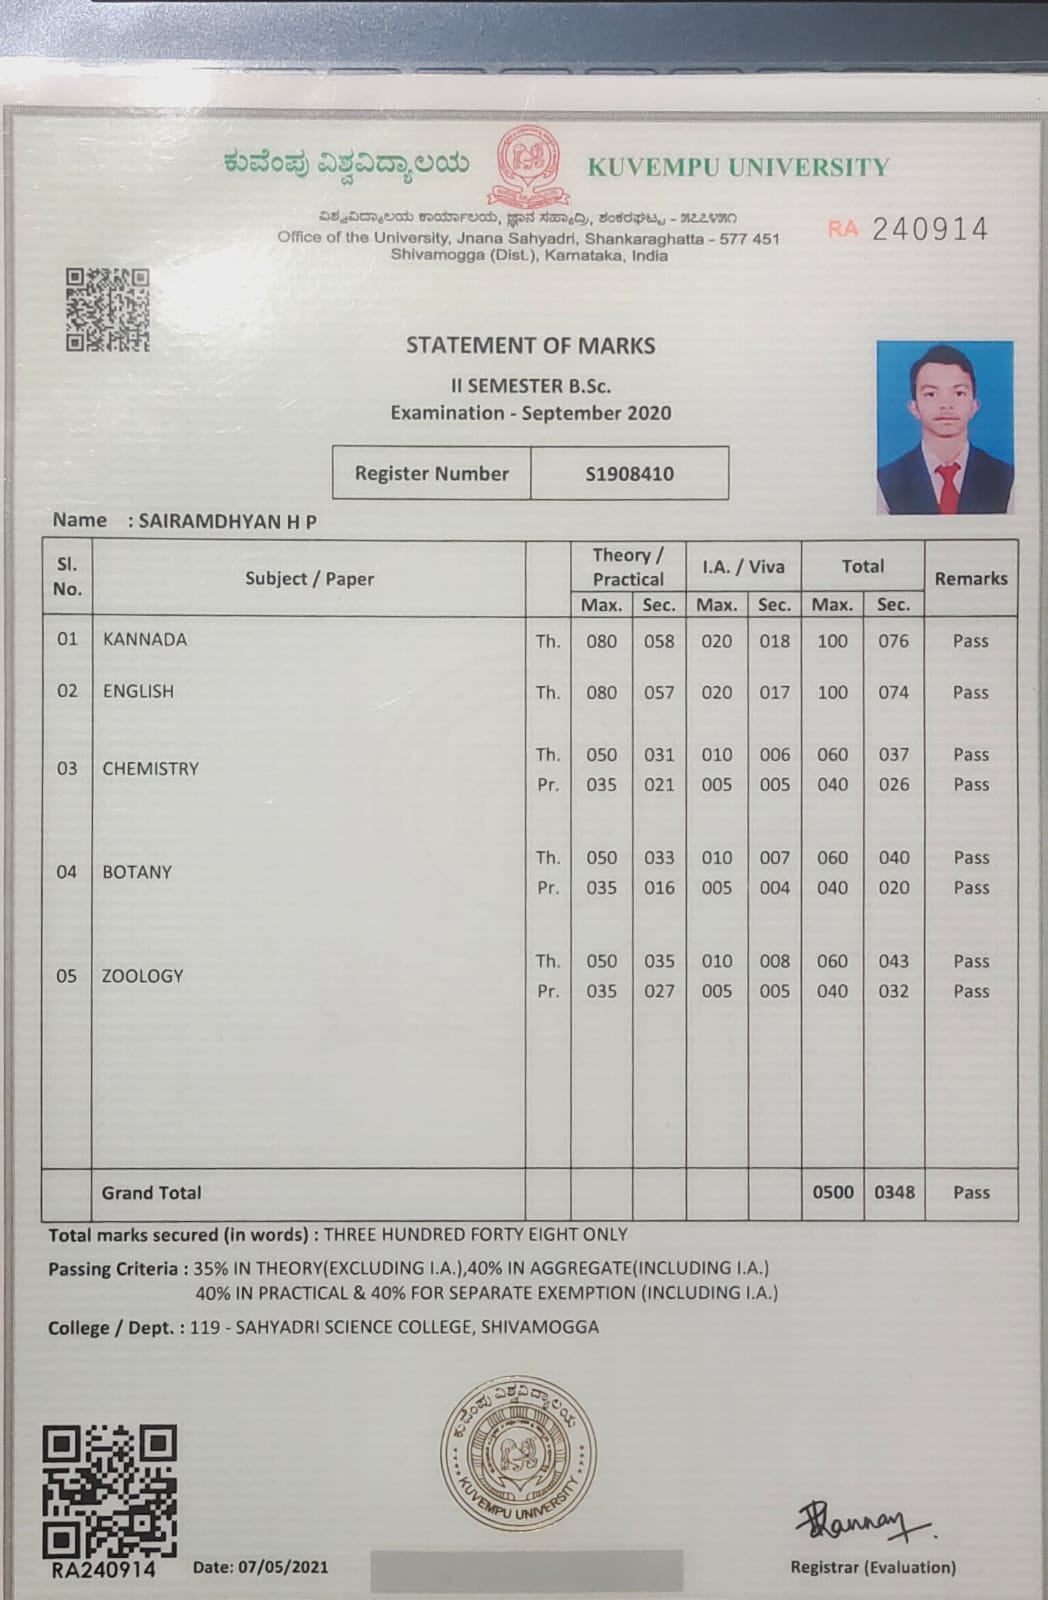 ಕುವೆಂಪು ವಿಶ್ವವಿದ್ಯಾಲಯ KUVEMPU UNIVERSITY
ವಿಶ್ವವಿದ್ಯಾಲಯ ಕಾರ್ಯಾಲಯ, ಜ್ಞಾನ ಸಹ್ಯಾದ್ರಿ, ಶಂಕರಘಟ್ಟ - ೫೭೭೪೫೧
RA 240914
Office of the University, Jnana Sahyadri, Shankaraghatta - 577 451
Shivamogga (Dist.), Karnataka, India
STATEMENT OF MARKS
II SEMESTER B.Sc.
Examination - September 2020
Register Number S1908410
Name : SAIRAMDHYAN H P
Sl. No. Subject / Paper Theory / Practical I.A. / Viva Total Remarks
Max. Sec. Max. Sec. Max. Sec.
01 KANNADA Th. 080 058 020 018 100 076 Pass
02 ENGLISH Th. 080 057 020 017 100 074 Pass
03 CHEMISTRY Th. 050 031 010 006 060 037 Pass
Pr. 035 021 005 005 040 026 Pass
04 BOTANY Th. 050 033 010 007 060 040 Pass
Pr. 035 016 005 004 040 020 Pass
05 ZOOLOGY Th. 050 035 010 008 060 043 Pass
Pr. 035 027 005 005 040 032 Pass
Grand Total 0500 0348 Pass
Total marks secured (in words) : THREE HUNDRED FORTY EIGHT ONLY
Passing Criteria : 35% IN THEORY(EXCLUDING I.A.),40% IN AGGREGATE(INCLUDING I.A.)
40% IN PRACTICAL & 40% FOR SEPARATE EXEMPTION (INCLUDING I.A.)
College / Dept. : 119 - SAHYADRI SCIENCE COLLEGE, SHIVAMOGGA
ಕುವೆಂಪು ವಿಶ್ವವಿದ್ಯಾಲಯ
KUVEMPU UNIVERSITY
RA240914 Date: 07/05/2021 Registrar (Evaluation)